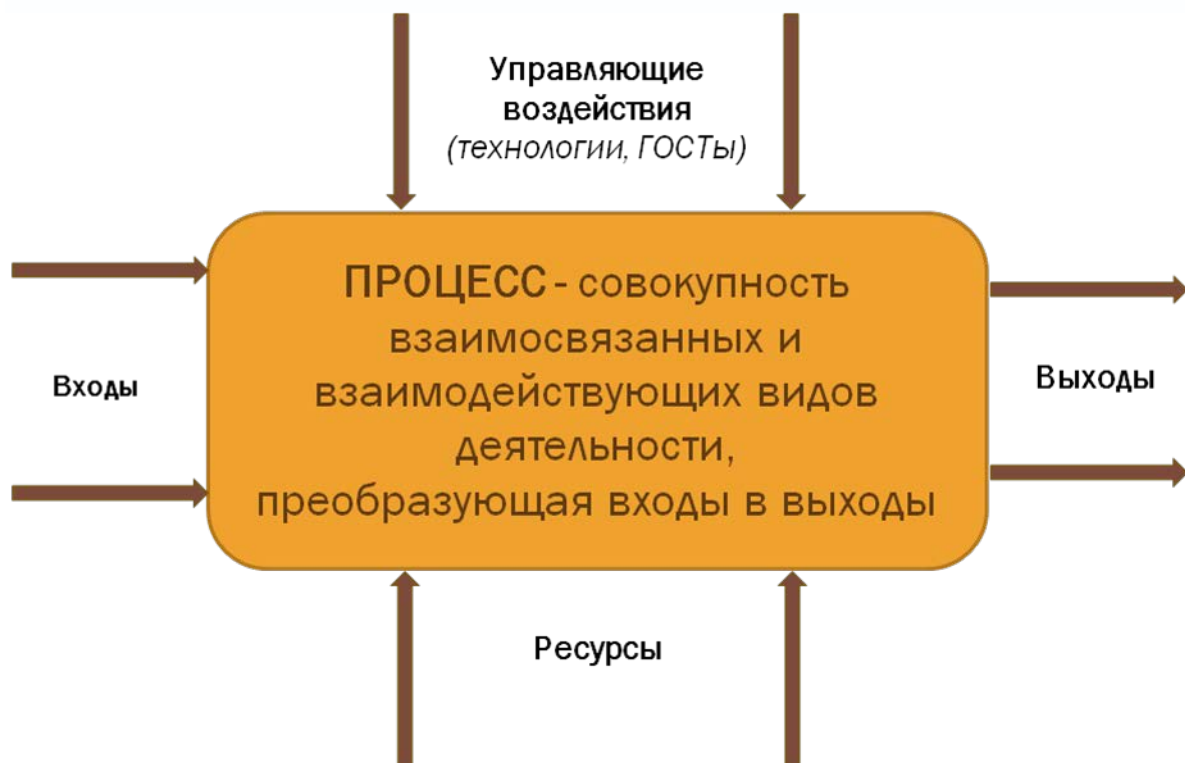 Управляющие
воздействия
(технологии, ГОСТы)
ПРОЦЕСС - совокупность
взаимосвязанных и
взаимодействующих видов
деятельности,
преобразующая входы в выходы
Входы
Выходы
Ресурсы